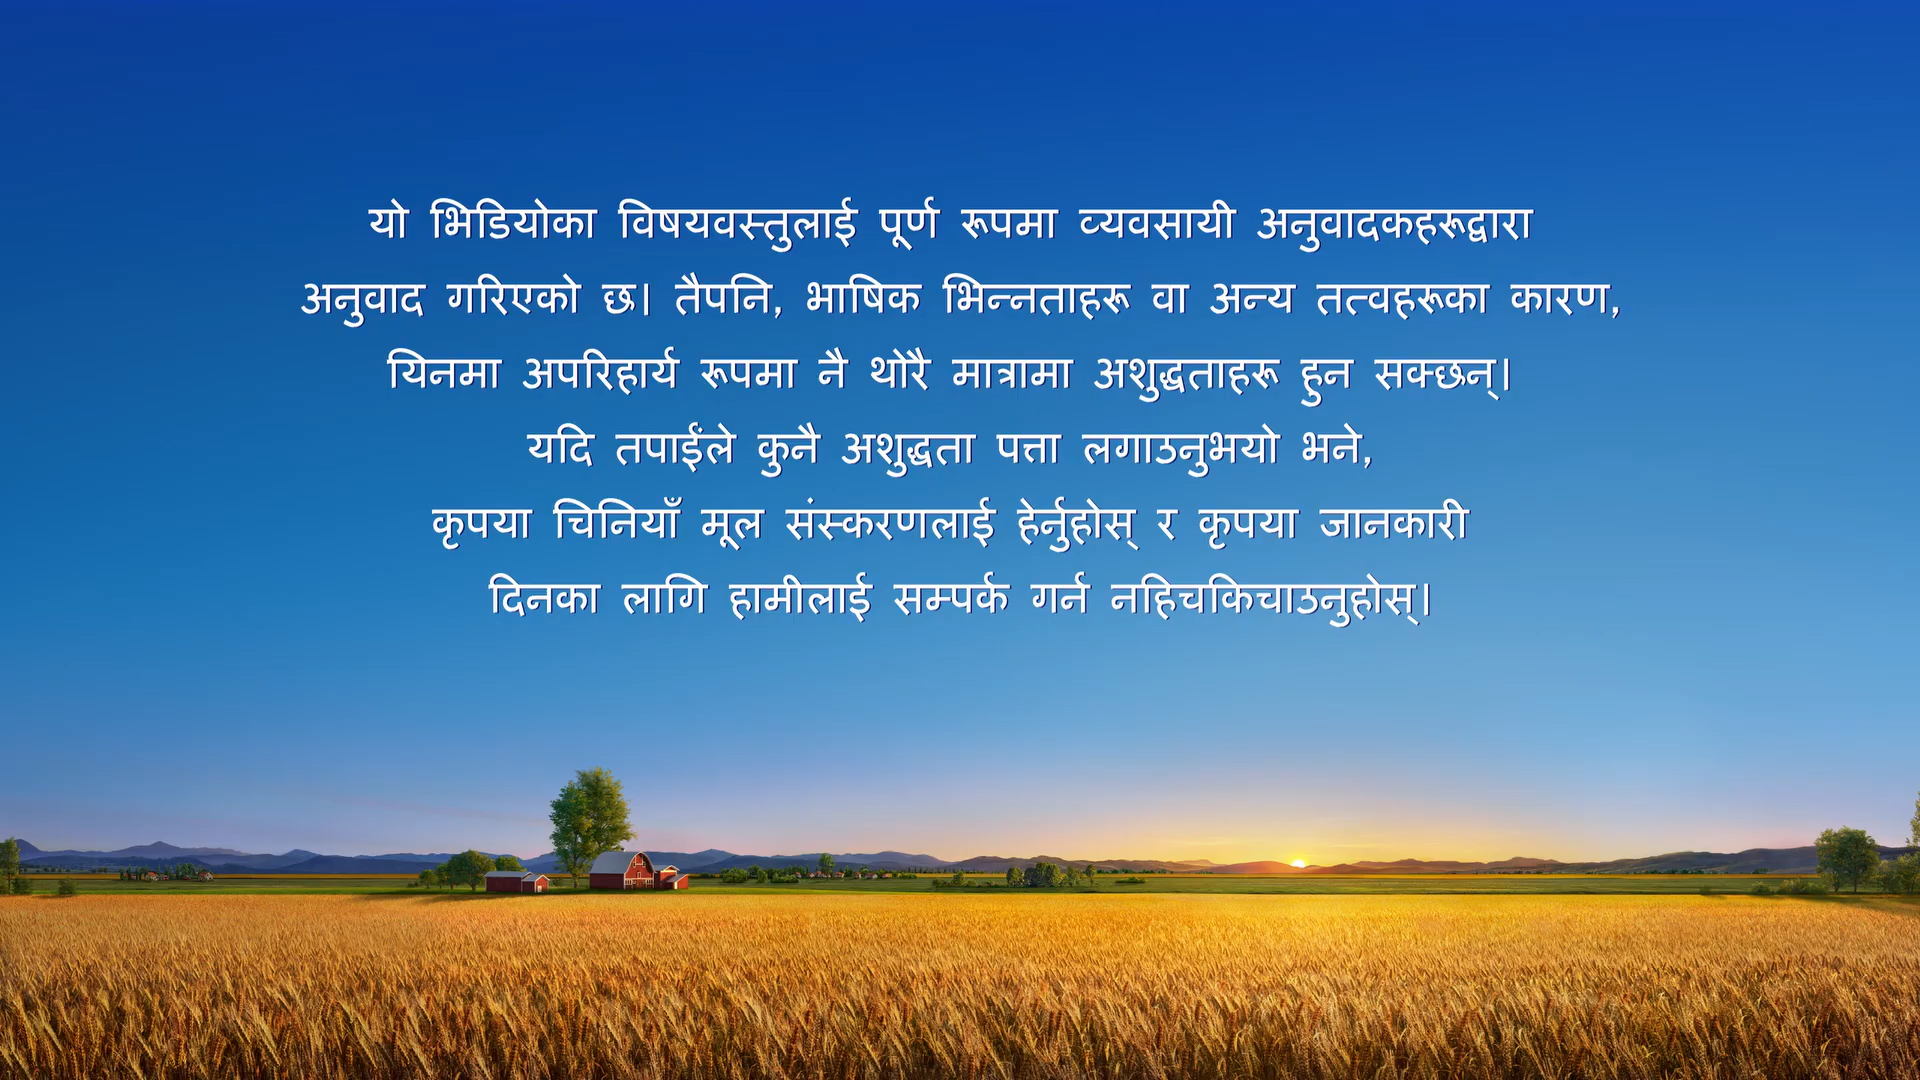 यो भिडियोका विषयवस्तुलाई पूर्ण रूपमा व्यवसायी अनुवादकहरूद्वारा
अनुवाद गरिएको छ। तैपनि, भाषिक भिन्नताहरू वा अन्य तत्वहरूका कारण,
यिनमा अपरिहार्य रूपमा नै थोरै मात्रामा अशुद्धताहरू हुन सक्छन्।
यदि तपाईंले कुनै अशुद्धता पत्ता लगाउनुभयो भने,
कृपया चिनियाँ मूल संस्करणलाई हेर्नुहोस् र कृपया जानकारी
दिनका लागि हामीलाई सम्पर्क गर्न नहिचकिचाउनुहोस्।